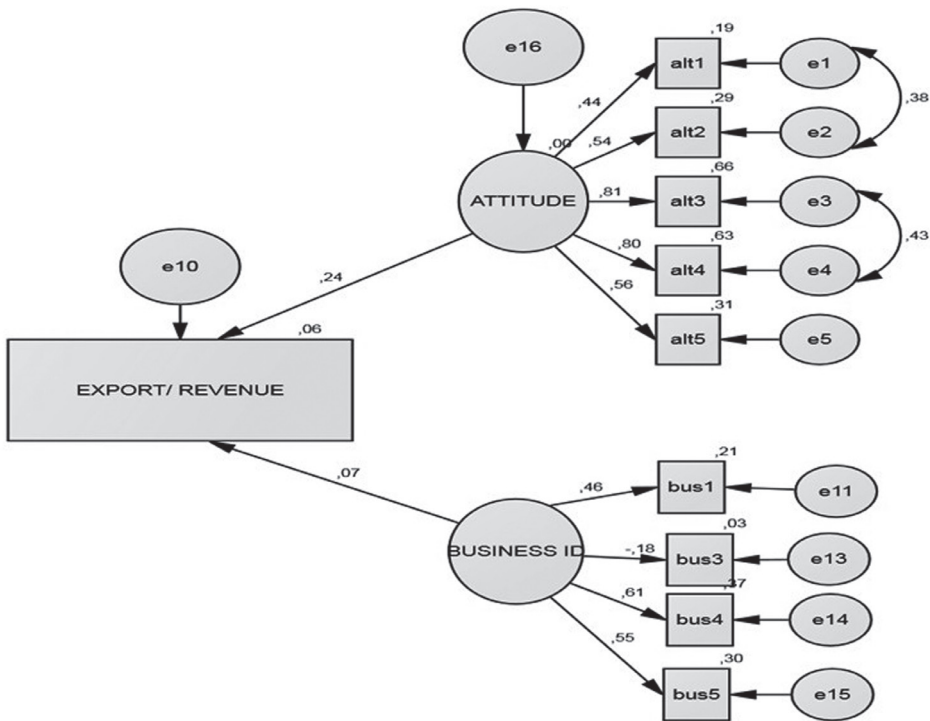 e16
,19
alt1
e1
,44
,38
,29
alt2
e2
,00
,54
,66
ATTITUDE
,81
alt3
e3
,63
,43
e10
,24
,80
alt4
e4
,56
,31
,06
alt5
e5
EXPORT/ REVENUE
,07
,21
,46
bus1
e11
,03
BUSINESS ID
-,18
bus3
e13
,37
,61
bus4
e14
,55
,30
bus5
e15